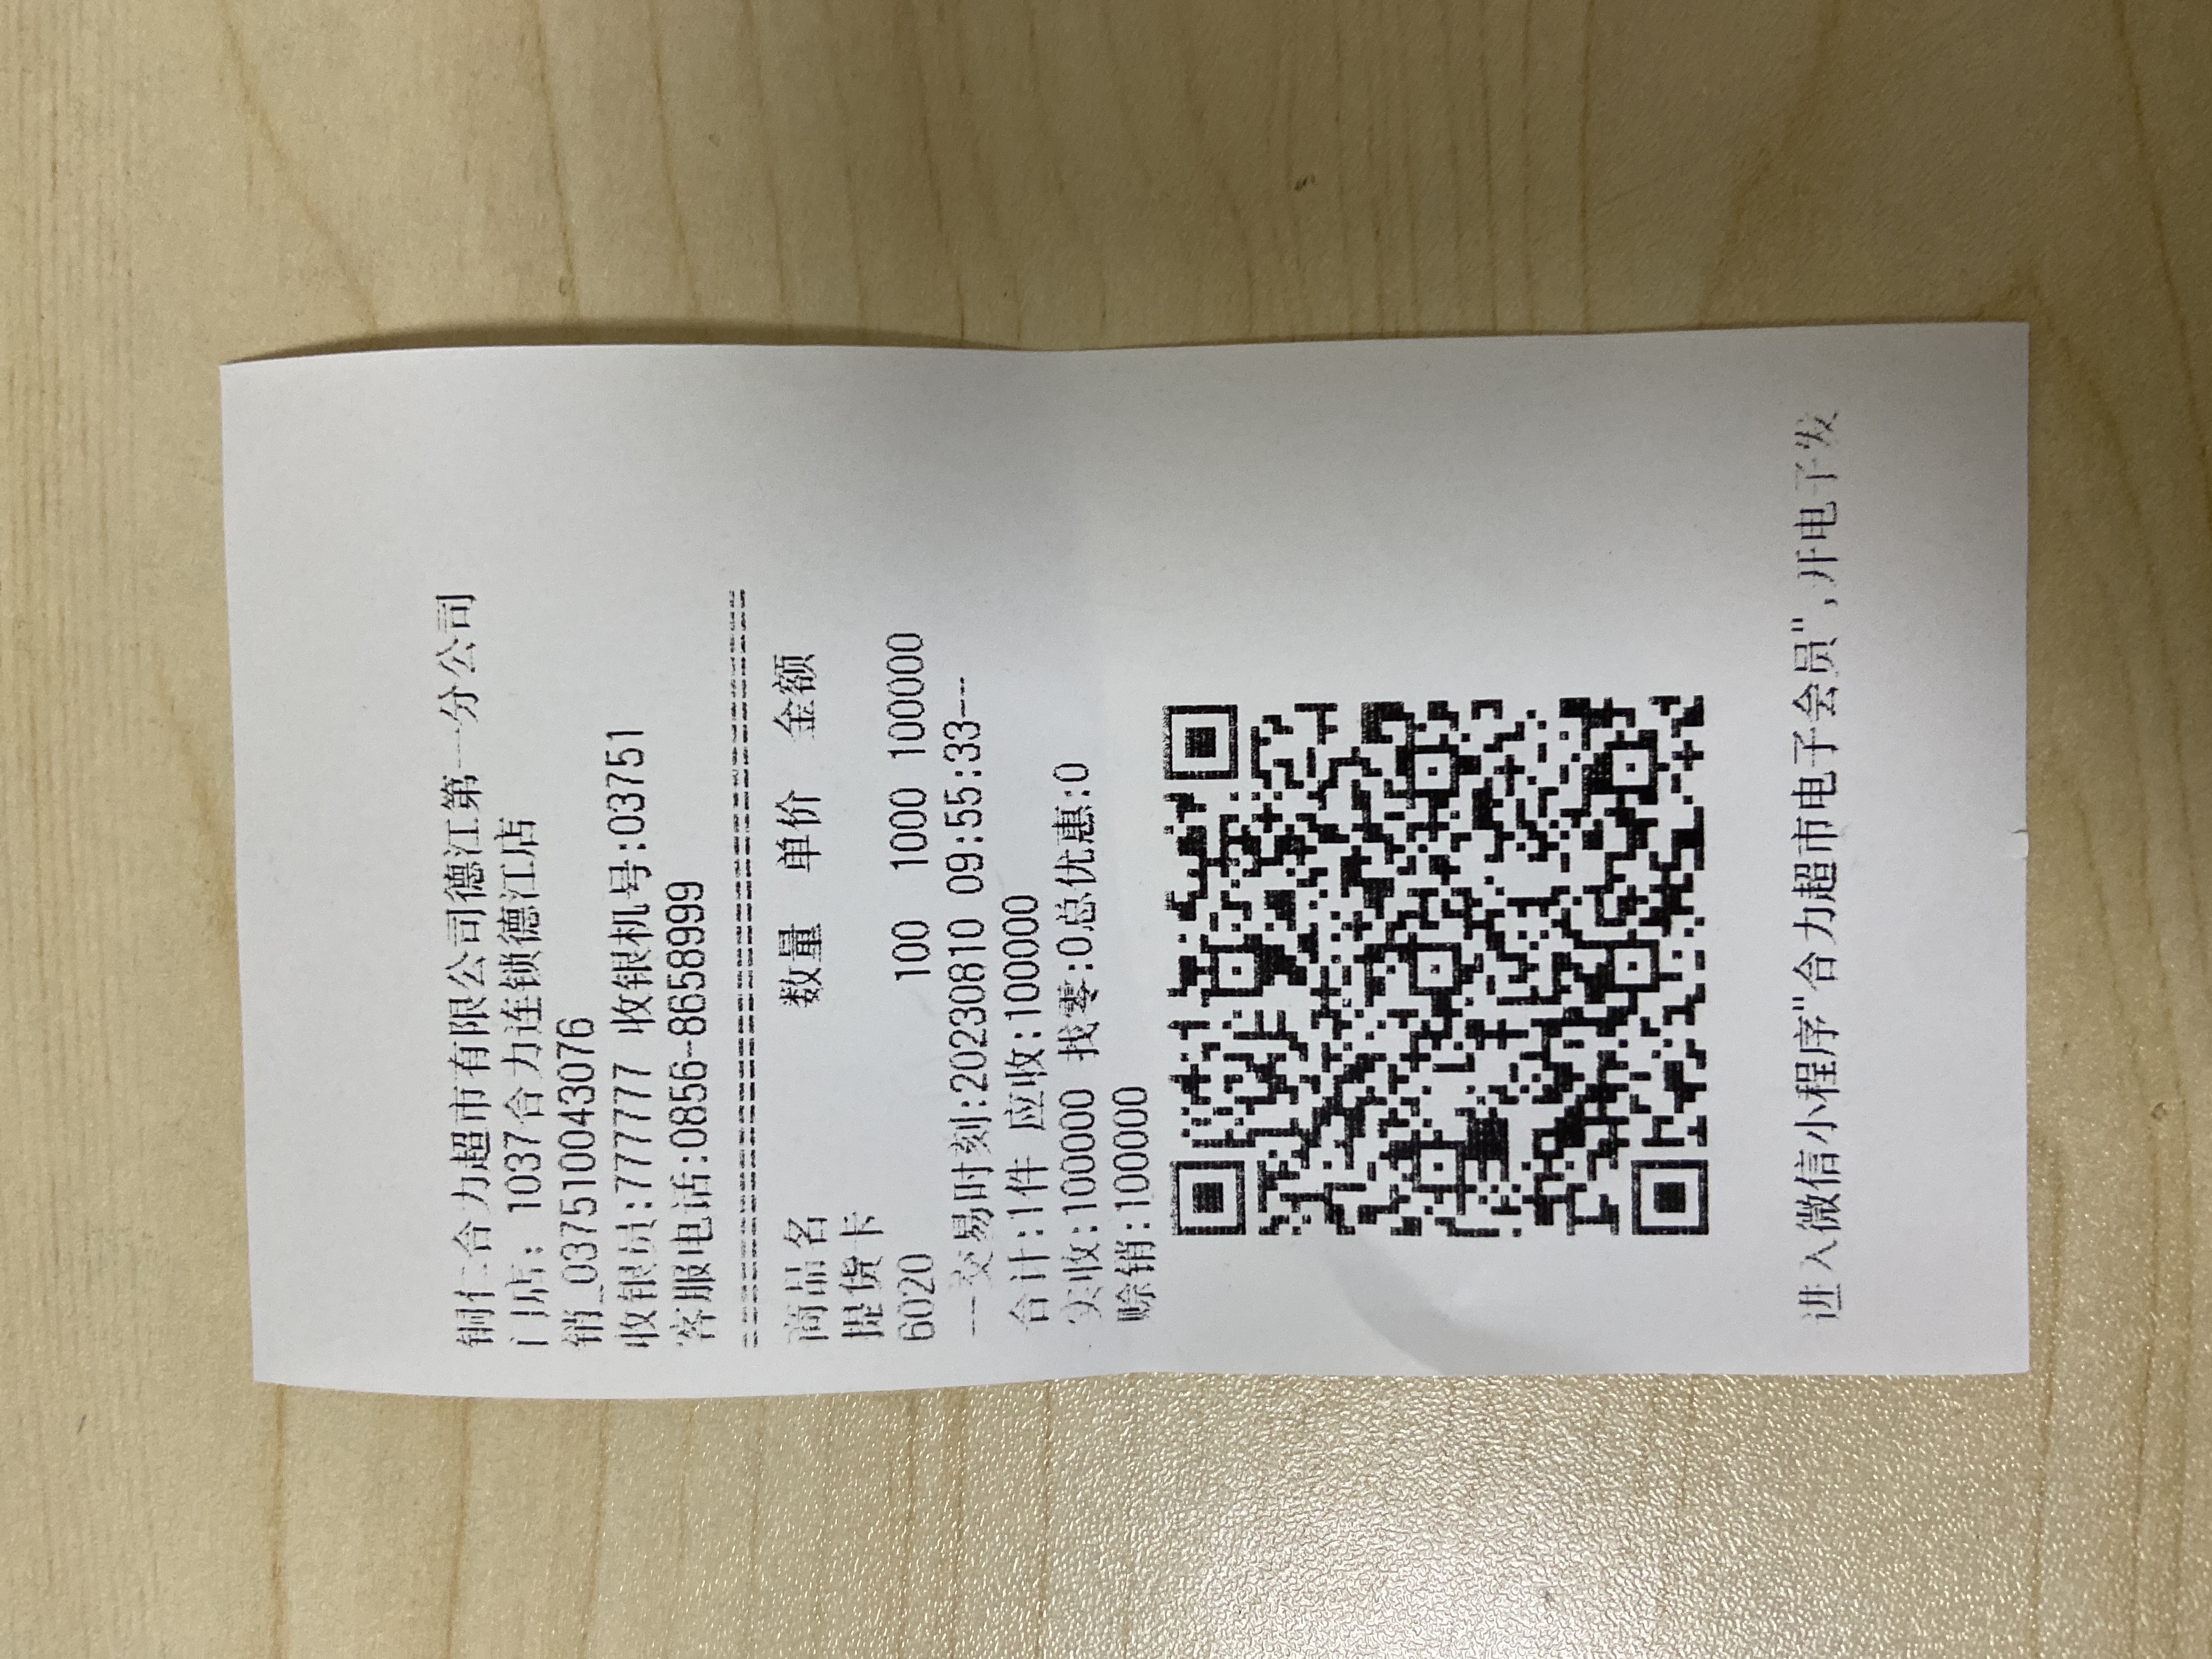 铜仁合力超市有限公司德江第一分公司
门店: 1037合力连锁德江店
销_037510043076
收银员:777777 收银机号:03751
客服电话:0856-8658999
========================================
商品名 数量 单价 金额
提货卡
6020 100 1000 100000
---交易时刻:20230810 09:55:33---
合计:1件 应收:100000
实收:100000 找零:0总优惠:0
赊销:100000
进入微信小程序"合力超市电子会员",开电子发